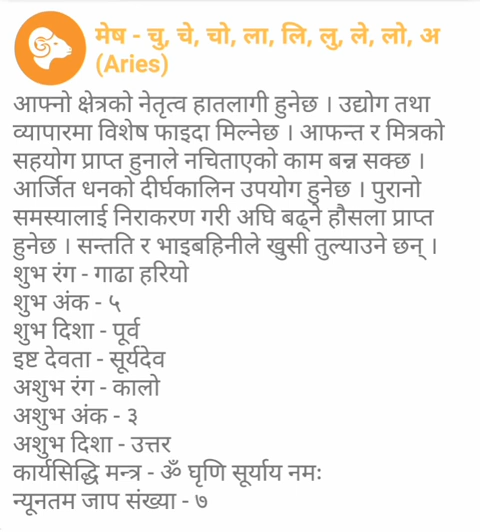 मेष - चु, चे, चो, ला, लि, लु, ले, लो, अ
(Aries)
आफ्नो क्षेत्रको नेतृत्व हातलागी हुनेछ । उद्योग तथा
व्यापारमा विशेष फाइदा मिल्नेछ । आफन्त र मित्रको
सहयोग प्राप्त हुनाले नचिताएको काम बन्न सक्छ ।
आर्जित धनको दीर्घकालिन उपयोग हुनेछ । पुरानो
समस्यालाई निराकरण गरी अघि बढ्ने हौसला प्राप्त
हुनेछ । सन्तति र भाइबहिनीले खुसी तुल्याउने छन् ।
शुभ रंग - गाढा हरियो
शुभ अंक - ५
शुभ दिशा - पूर्व
इष्ट देवता - सूर्यदेव
अशुभ रंग - कालो
अशुभ अंक - ३
अशुभ दिशा - उत्तर
कार्यसिद्धि मन्त्र - ॐ घृणि सूर्याय नमः
न्यूनतम जाप संख्या - ७